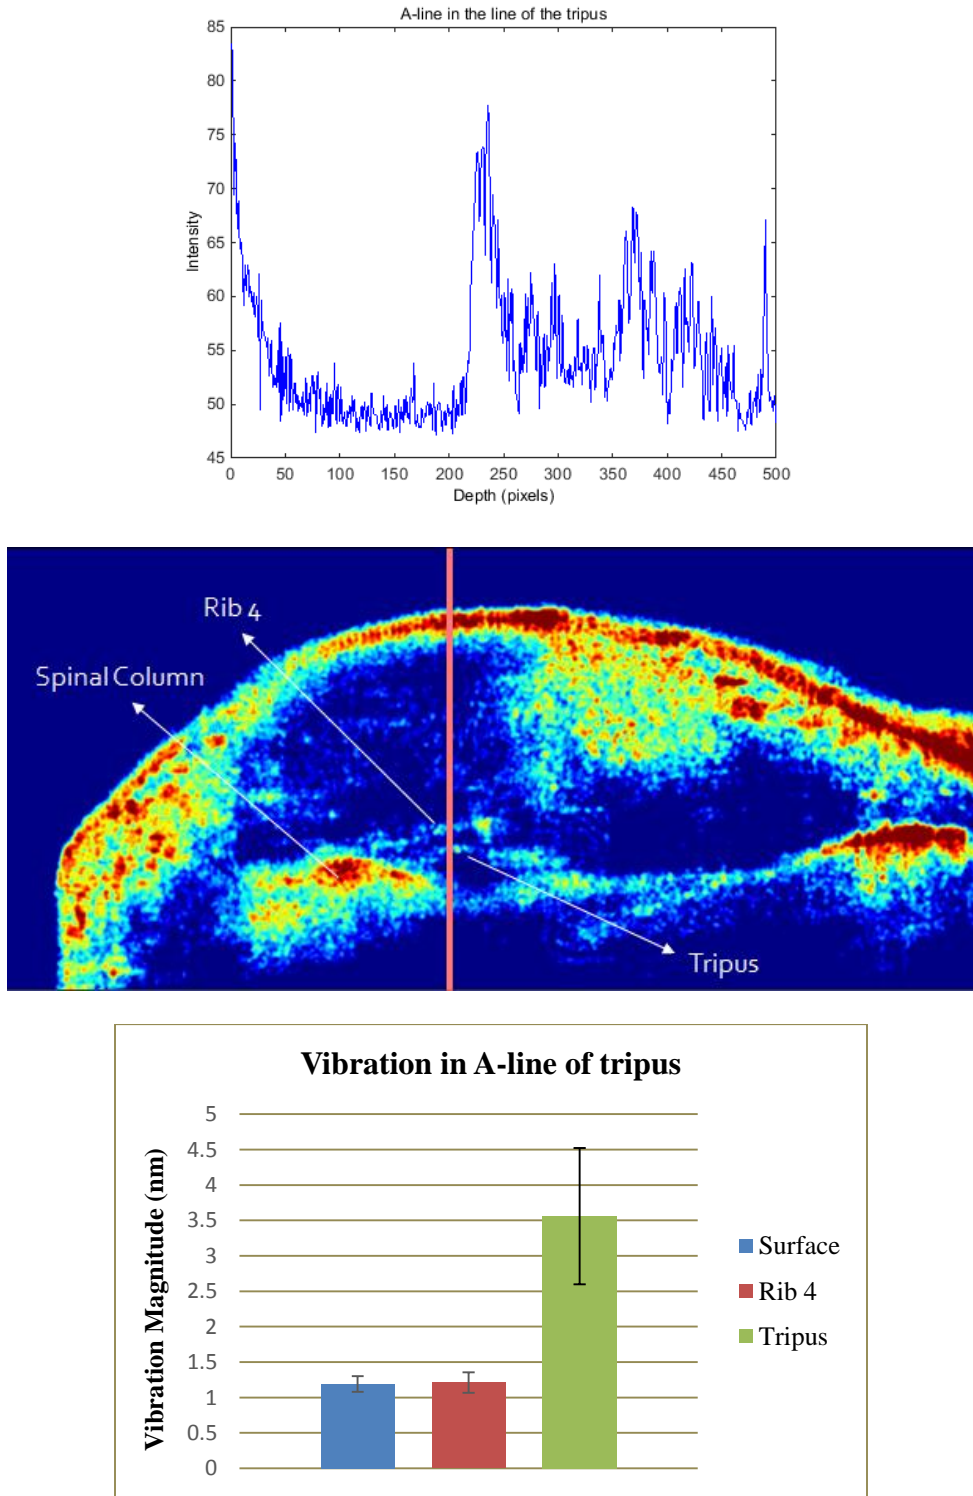 A-line in the line of the tripus
85
80
75
70
65
60
55
50
45
Intensity
0 50 100 150 200 250 300 350 400 450 500
Depth (pixels)
Rib 4
Spinal Column
Tripus
Vibration in A-line of tripus
5
4.5
4
3.5
3
2.5
2
1.5
1
0.5
0
Vibration Magnitude (nm)
Surface
Rib 4
Tripus